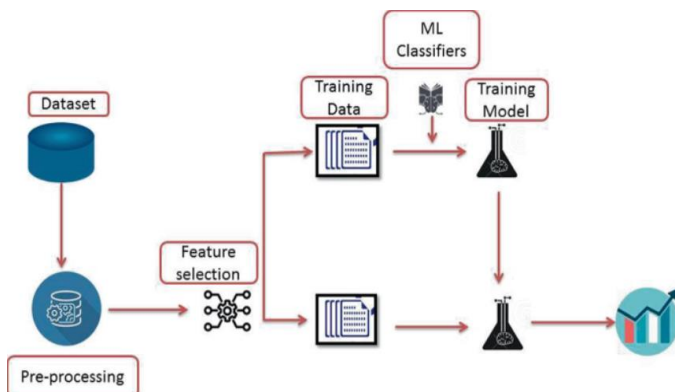 ML
Classifiers
Dataset
Training
Data
Training
Model
Feature
selection
Pre-processing